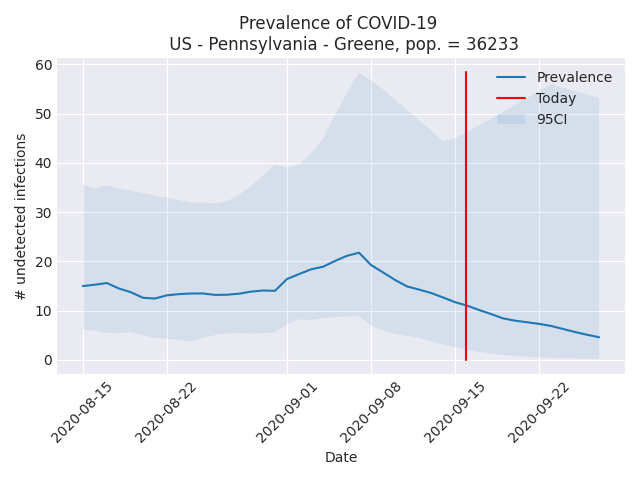 Prevalence of COVID-19
US - Pennsylvania - Greene, pop. = 36233
60
50
40
30
20
10
0
# undetected infections
Prevalence
Today
95CI
2020-08-15
2020-08-22
2020-09-01
2020-09-08
2020-09-15
2020-09-22
Date